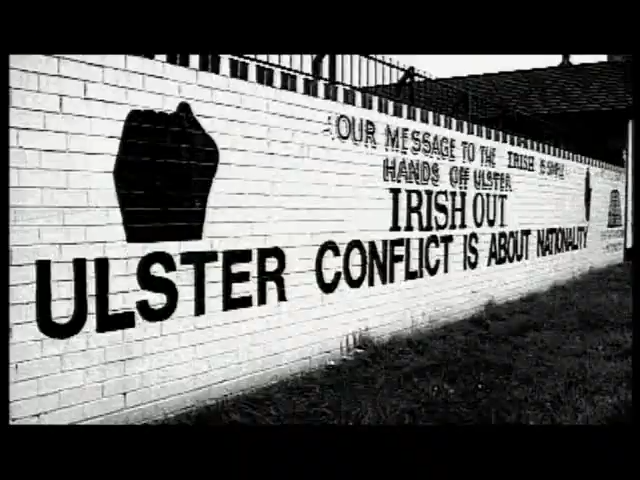 OUR MESSAGE TO THE IRISH IS SIMPLE
HANDS OFF ULSTER
IRISH OUT
ULSTER CONFLICT IS ABOUT NATIONALITY